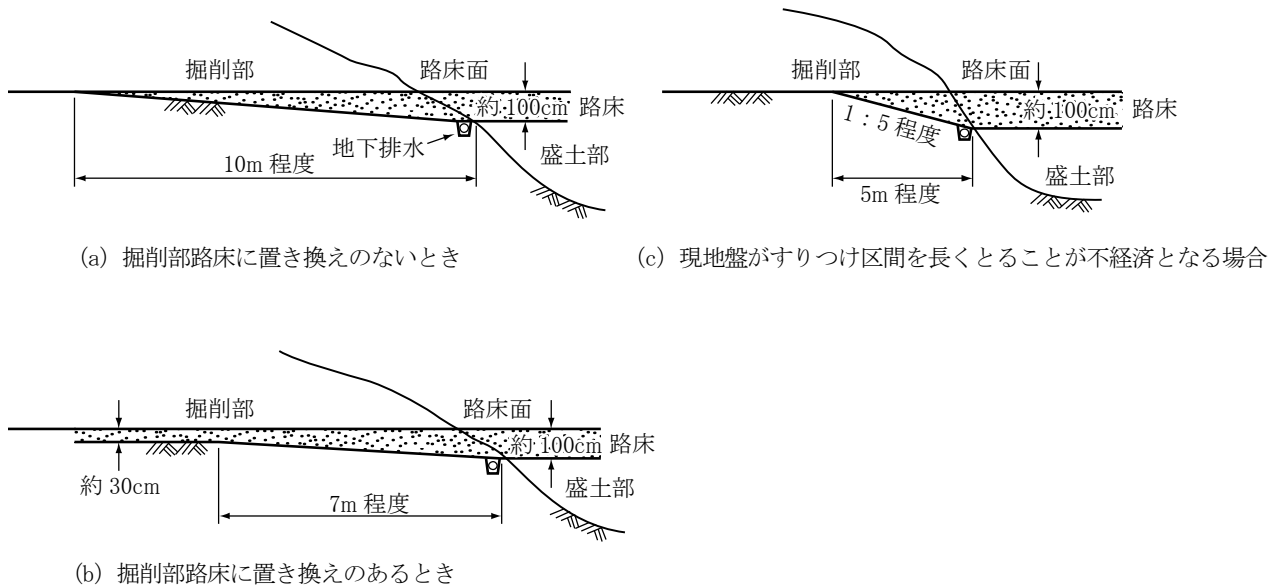 掘削部
路床面
約 100cm 路床
地下排水
盛土部
10m 程度
(a) 掘削部路床に置き換えのないとき
掘削部
路床面
約 100cm 路床
1：5 程度
盛土部
5m 程度
(c) 現地盤がすりつけ区間を長くとることが不経済となる場合
掘削部
路床面
約 100cm 路床
約 30cm
盛土部
7m 程度
(b) 掘削部路床に置き換えのあるとき